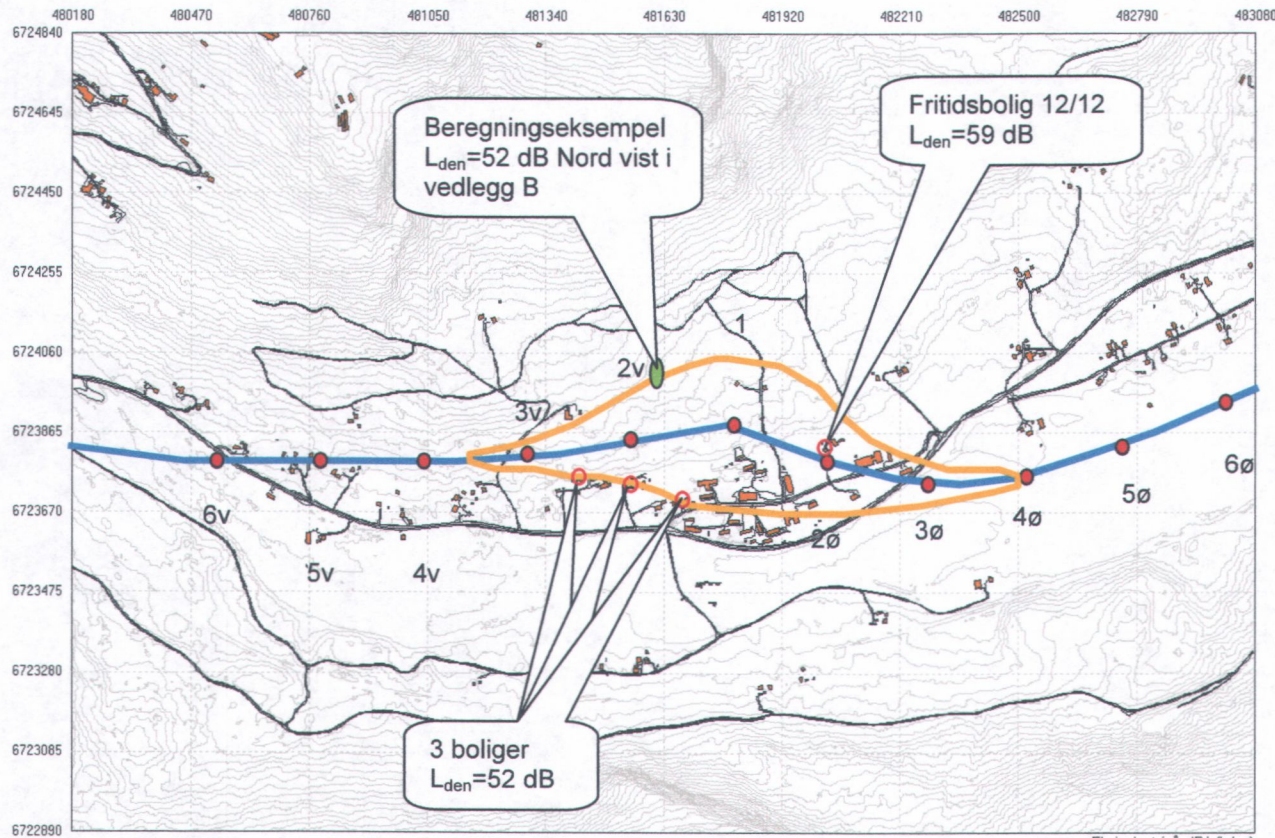 480180 480470 480760 481050 481340 481630 481920 482210 482500 482790 483080
6724840
6724645
6724450
6724255
6724060
6723865
6723670
6723475
6723280
6723085
6722890
Beregningseksempel
Lden=52 dB Nord vist i
vedlegg B
Fritidsbolig 12/12
Lden=59 dB
1
2v
3v
6v
5v
4v
2ø
3ø
4ø
5ø
6ø
3 boliger
Lden=52 dB